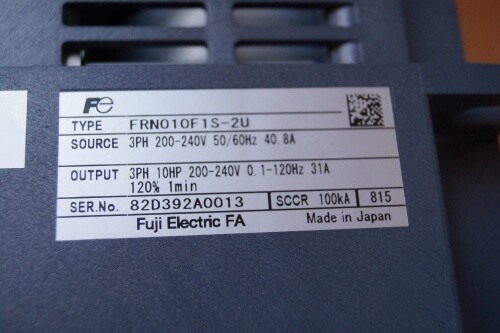 Fe
TYPE FRN010F1S-2U
SOURCE 3PH 200-240V 50/60Hz 40.8A
OUTPUT 3PH 10HP 200-240V 0.1-120Hz 31A
120% 1min
SER.No. 82D392A0013 SCCR 100kA 815
Fuji Electric FA Made in Japan